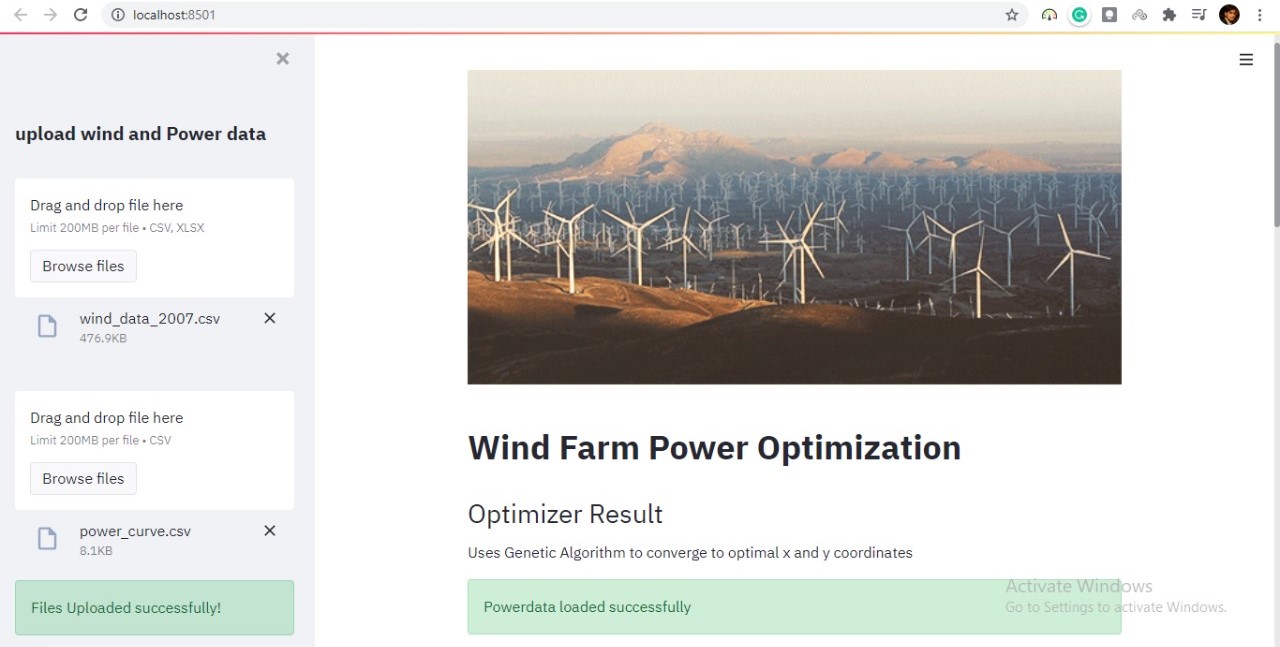 localhost:8501
upload wind and Power data
Drag and drop file here
Limit 200MB per file • CSV, XLSX
Browse files
wind_data_2007.csv
476.9KB
Drag and drop file here
Limit 200MB per file • CSV
Browse files
power_curve.csv
8.1KB
Files Uploaded successfully!
Wind Farm Power Optimization
Optimizer Result
Uses Genetic Algorithm to converge to optimal x and y coordinates
Powerdata loaded successfully
Activate Windows
Go to Settings to activate Windows.